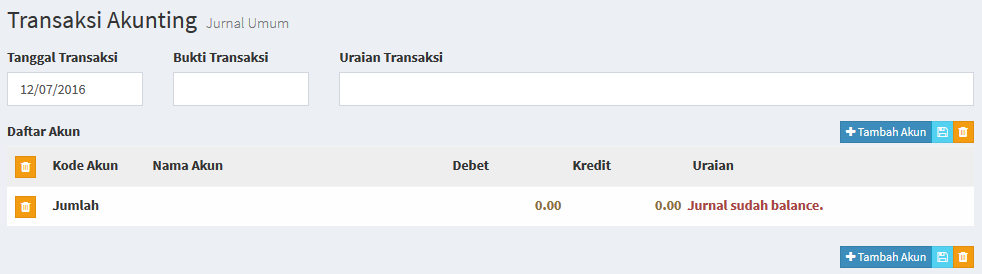 Transaksi Akunting Jurnal Umum
Tanggal Transaksi Bukti Transaksi Uraian Transaksi
12/07/2016
Daftar Akun Tambah Akun
Kode Akun Nama Akun Debet Kredit Uraian
Jumlah 0.00 0.00 Jurnal sudah balance.
Tambah Akun